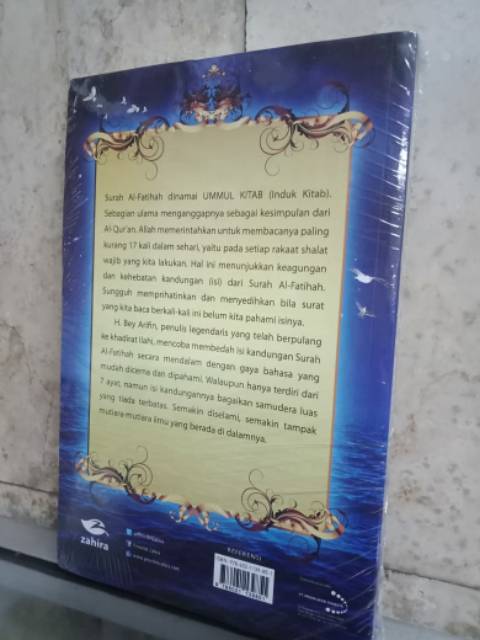 Surah Al-Fatihah dinamai UMMUL KITAB (Induk Kitab).
Sebagian ulama menganggapnya sebagai kesimpulan dari
Al-Qur'an. Allah memerintahkan untuk membacanya paling
kurang 17 kali dalam sehari, yaitu pada setiap rakaat shalat
wajib yang kita lakukan. Hal ini menunjukkan keagungan
dan kehebatan kandungan (isi) dari Surah Al-Fatihah.
Sungguh memprihatinkan dan menyedihkan bila surat
yang kita baca berkali-kali ini belum kita pahami isinya.
H. Bey Arifin, penulis legendaris yang telah berpulang
ke khadirat Ilahi, mencoba membedah isi kandungan Surah
Al-Fatihah secara mendalam dengan gaya bahasa yang
mudah dicerna dan dipahami. Walaupun hanya terdiri dari
7 ayat, namun isi kandungannya bagaikan samudera luas
yang tiada terbatas. Semakin diselami, semakin tampak
mutiara-mutiara ilmu yang berada di dalamnya.
zahira
REFERENSI